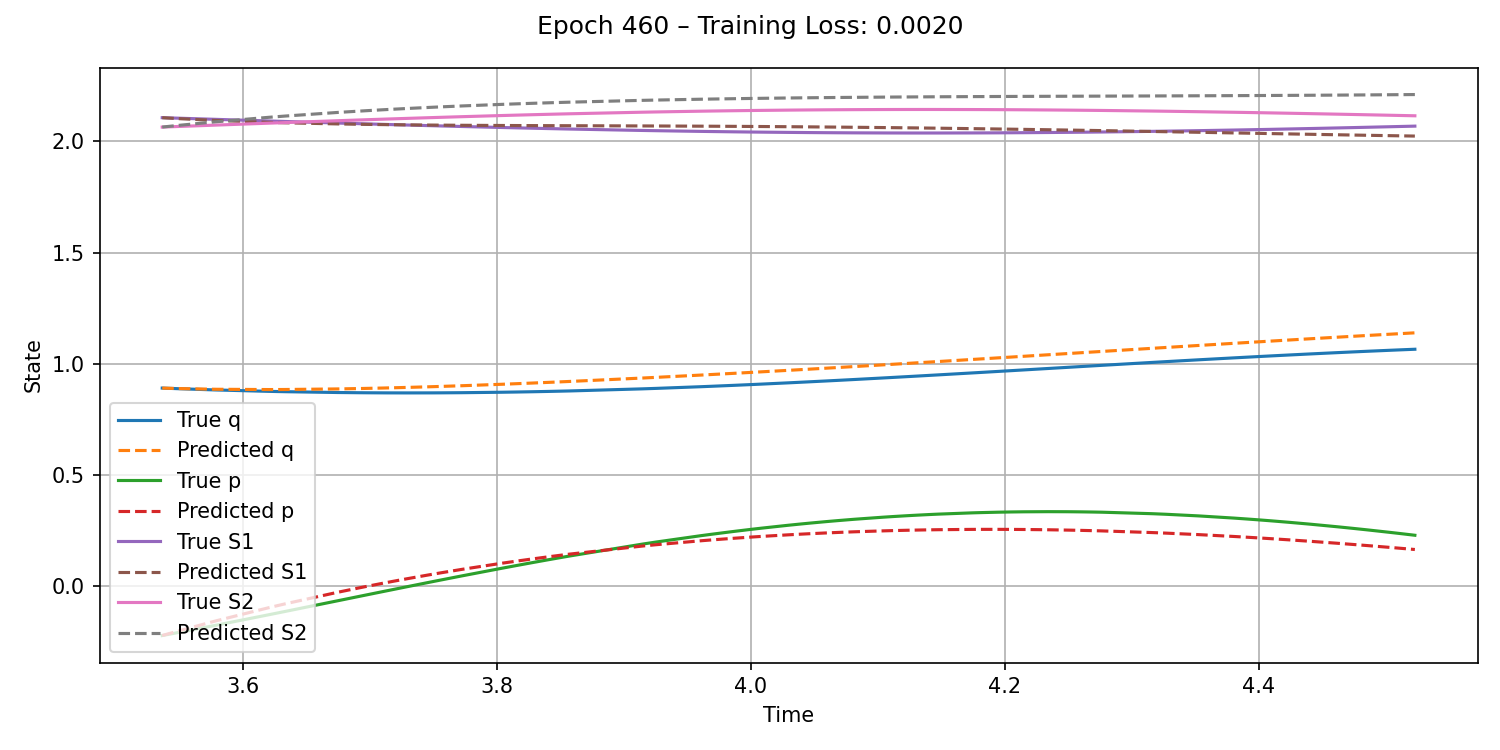 Epoch 460 – Training Loss: 0.0020
State
2.0
1.5
1.0
0.5
0.0
True q
Predicted q
True p
Predicted p
True S1
Predicted S1
True S2
Predicted S2
3.6 3.8 4.0 4.2 4.4
Time